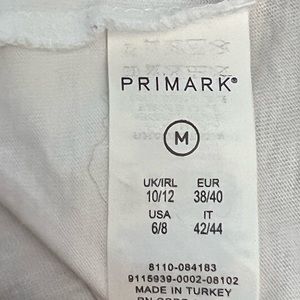 PRIMARK®
M
UK/IRL EUR
10/12 38/40
USA IT
6/8 42/44
8110-084183
9115939-0002-08102
MADE IN TURKEY